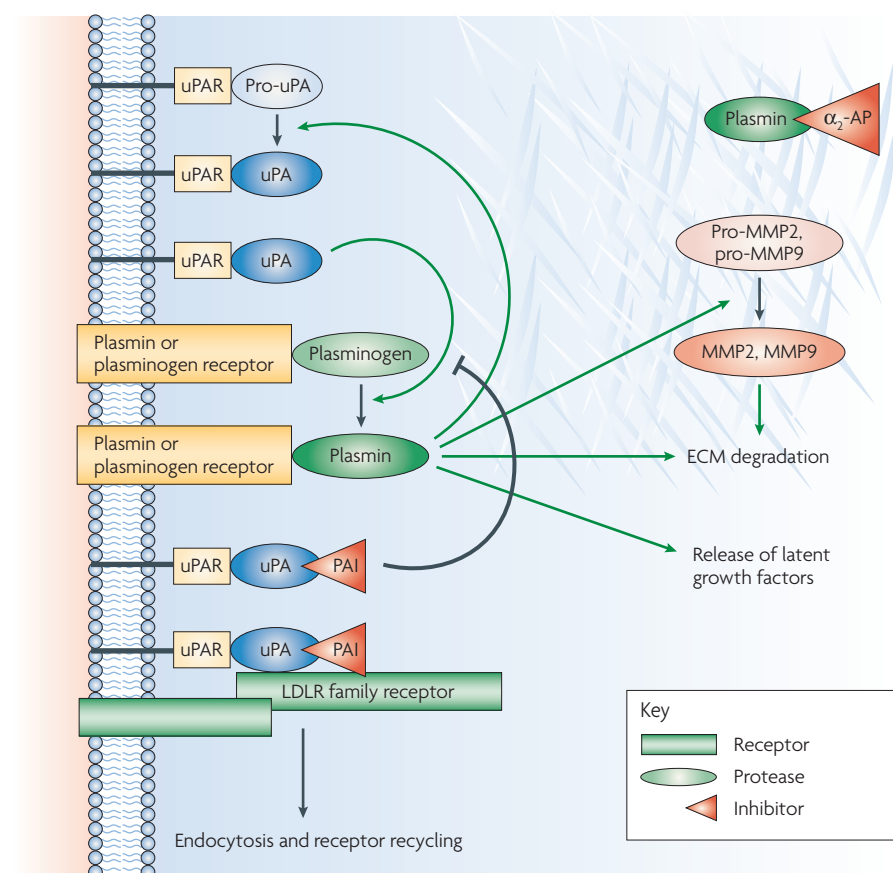 uPAR
Pro-uPA
Plasmin
α₂-AP
uPAR
uPA
Pro-MMP2,
pro-MMP9
uPAR
uPA
Plasmin or
plasminogen receptor
Plasminogen
MMP2, MMP9
Plasmin or
plasminogen receptor
Plasmin
ECM degradation
uPAR
uPA
PAI
Release of latent
growth factors
uPAR
uPA
PAI
LDLR family receptor
Key
Receptor
Protease
Inhibitor
Endocytosis and receptor recycling